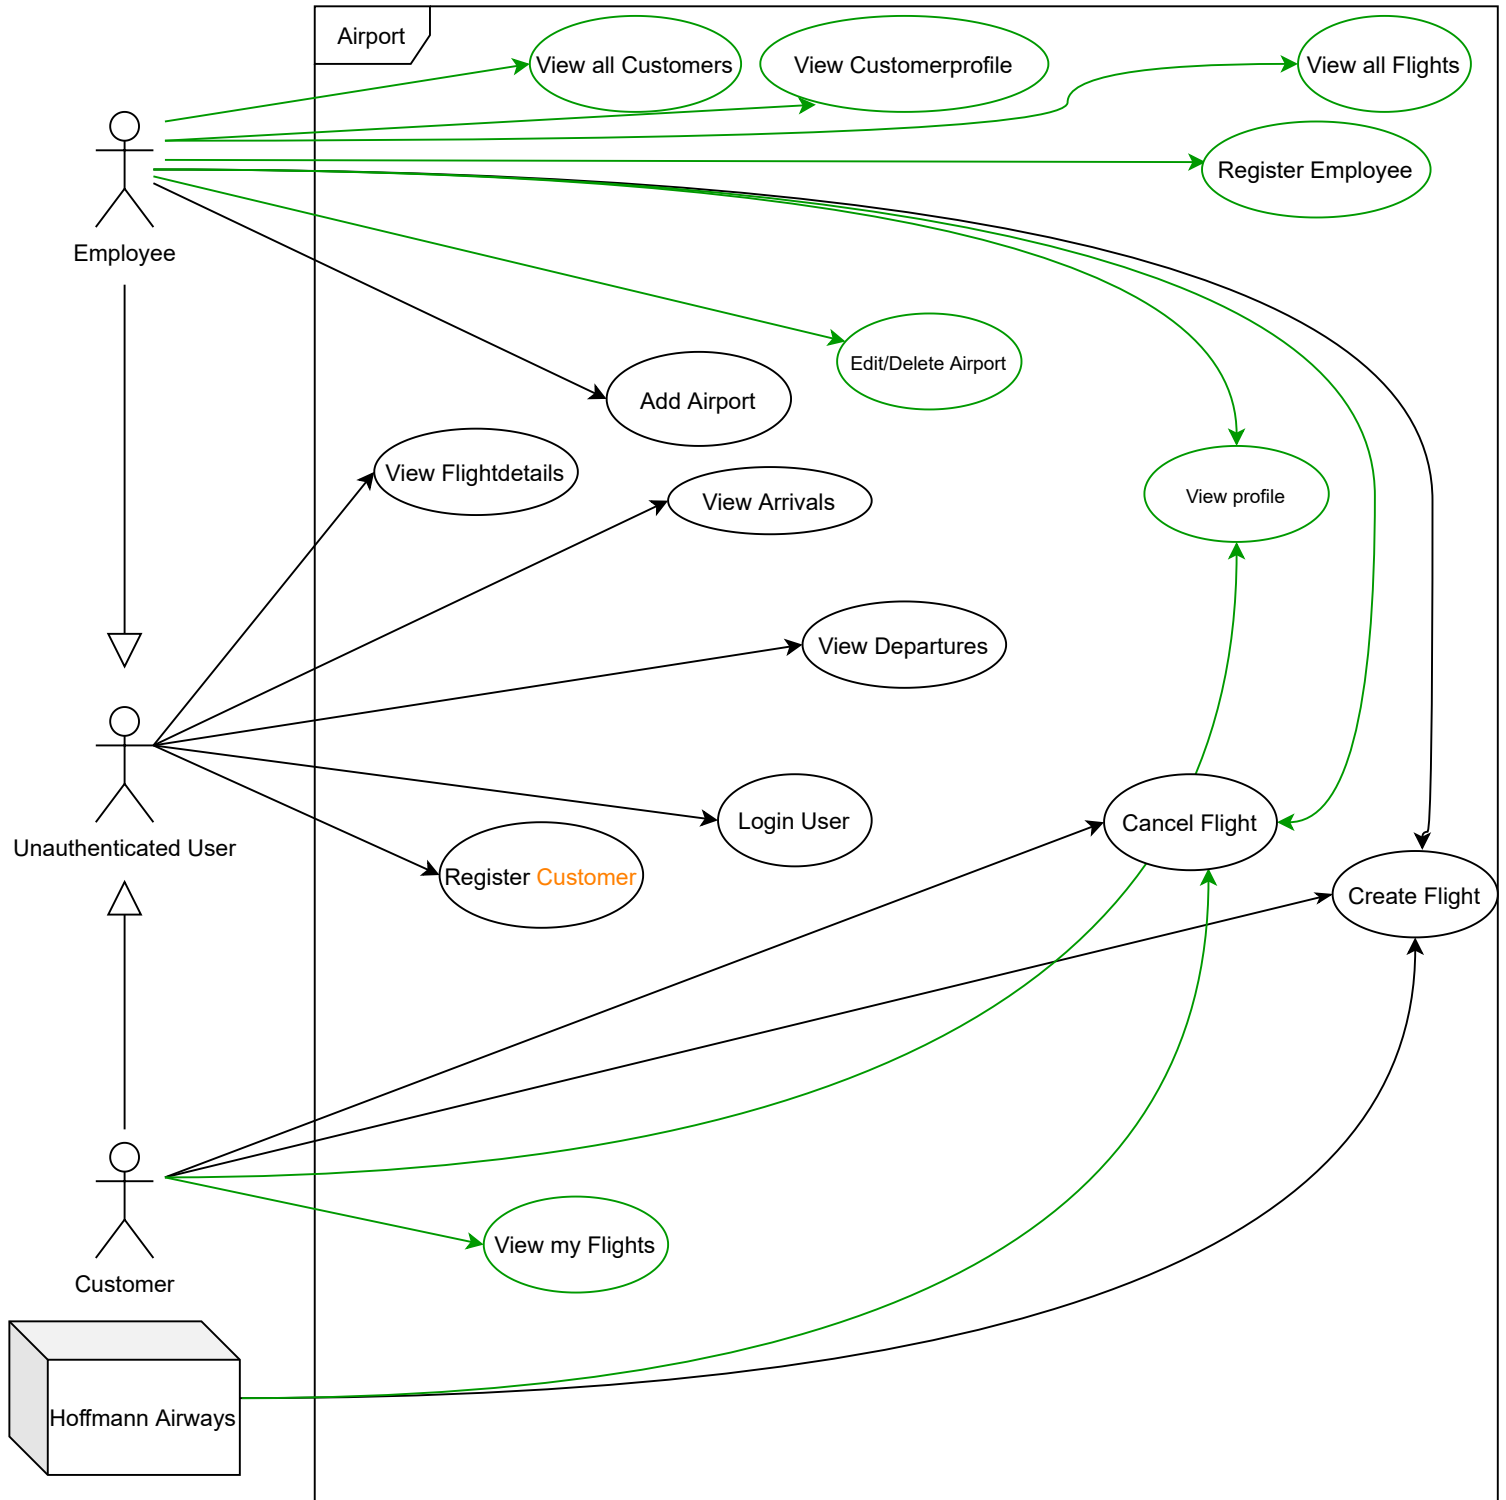 Airport
View all Customers
View Customerprofile
View all Flights
Register Employee
Employee
Edit/Delete Airport
Add Airport
View Flightdetails
View Arrivals
View profile
View Departures
Login User
Cancel Flight
Unauthenticated User
Register Customer
Create Flight
View my Flights
Customer
Hoffmann Airways